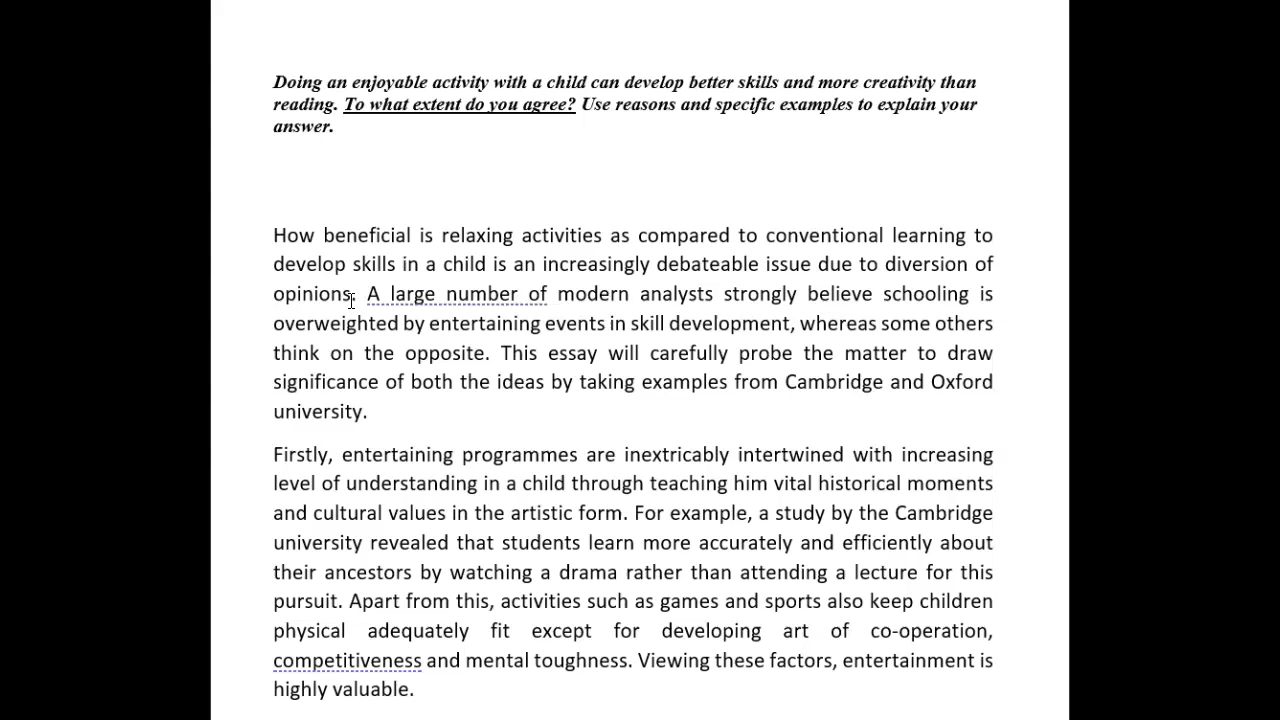 Doing an enjoyable activity with a child can develop better skills and more creativity than
reading. To what extent do you agree? Use reasons and specific examples to explain your
answer.
How beneficial is relaxing activities as compared to conventional learning to
develop skills in a child is an increasingly debateable issue due to diversion of
opinions. A large number of modern analysts strongly believe schooling is
overweighted by entertaining events in skill development, whereas some others
think on the opposite. This essay will carefully probe the matter to draw
significance of both the ideas by taking examples from Cambridge and Oxford
university.
Firstly, entertaining programmes are inextricably intertwined with increasing
level of understanding in a child through teaching him vital historical moments
and cultural values in the artistic form. For example, a study by the Cambridge
university revealed that students learn more accurately and efficiently about
their ancestors by watching a drama rather than attending a lecture for this
pursuit. Apart from this, activities such as games and sports also keep children
physical adequately fit except for developing art of co-operation,
competitiveness and mental toughness. Viewing these factors, entertainment is
highly valuable.